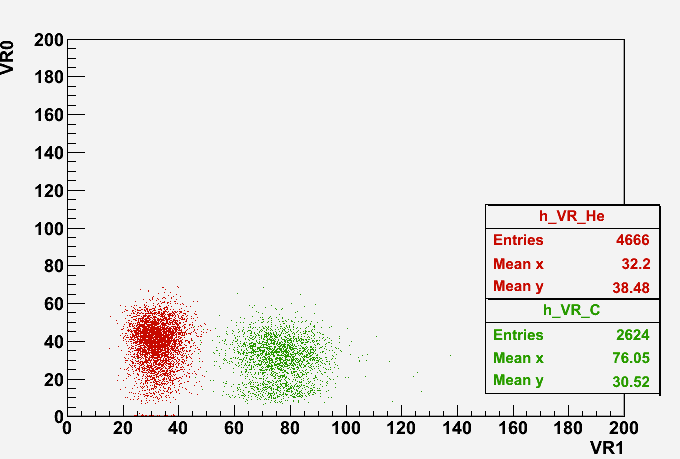 VR0
200
180
160
140
120
100
80
60
40
20
0
h_VR_He
Entries 4666
Mean x 32.2
Mean y 38.48
h_VR_C
Entries 2624
Mean x 76.05
Mean y 30.52
0 20 40 60 80 100 120 140 160 180 200
VR1